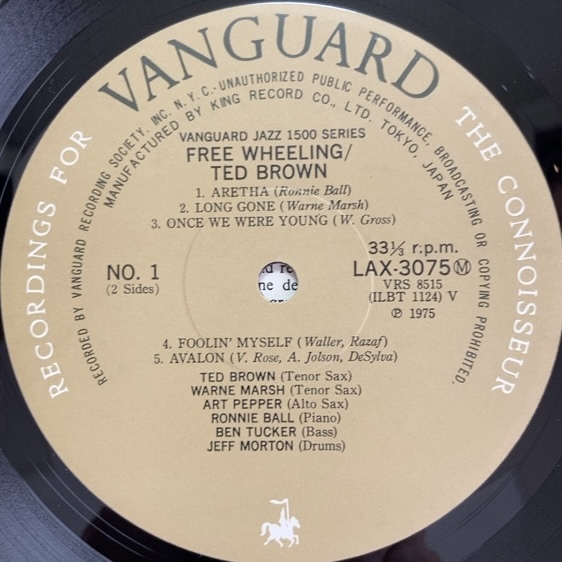 VANGUARD
RECORDINGS FOR THE CONNOISSEUR
RECORDED BY VANGUARD RECORDING SOCIETY, INC. N.Y.C.-UNAUTHORIZED PUBLIC PERFORMANCE, BROADCASTING OR COPYING PROHIBITED.
MANUFACTURED BY KING RECORD CO., LTD. TOKYO, JAPAN
VANGUARD JAZZ 1500 SERIES
FREE WHEELING/
TED BROWN
1. ARETHA (Ronnie Ball)
2. LONG GONE (Warne Marsh)
3. ONCE WE WERE YOUNG (W. Gross)
NO. 1
(2 Sides)
33⅓ r.p.m.
LAX-3075Ⓜ
VRS 8515
(ILBT 1124) V
Ⓟ 1975
4. FOOLIN' MYSELF (Waller, Razaf)
5. AVALON (V. Rose, A. Jolson, DeSylva)
TED BROWN (Tenor Sax)
WARNE MARSH (Tenor Sax)
ART PEPPER (Alto Sax)
RONNIE BALL (Piano)
BEN TUCKER (Bass)
JEFF MORTON (Drums)